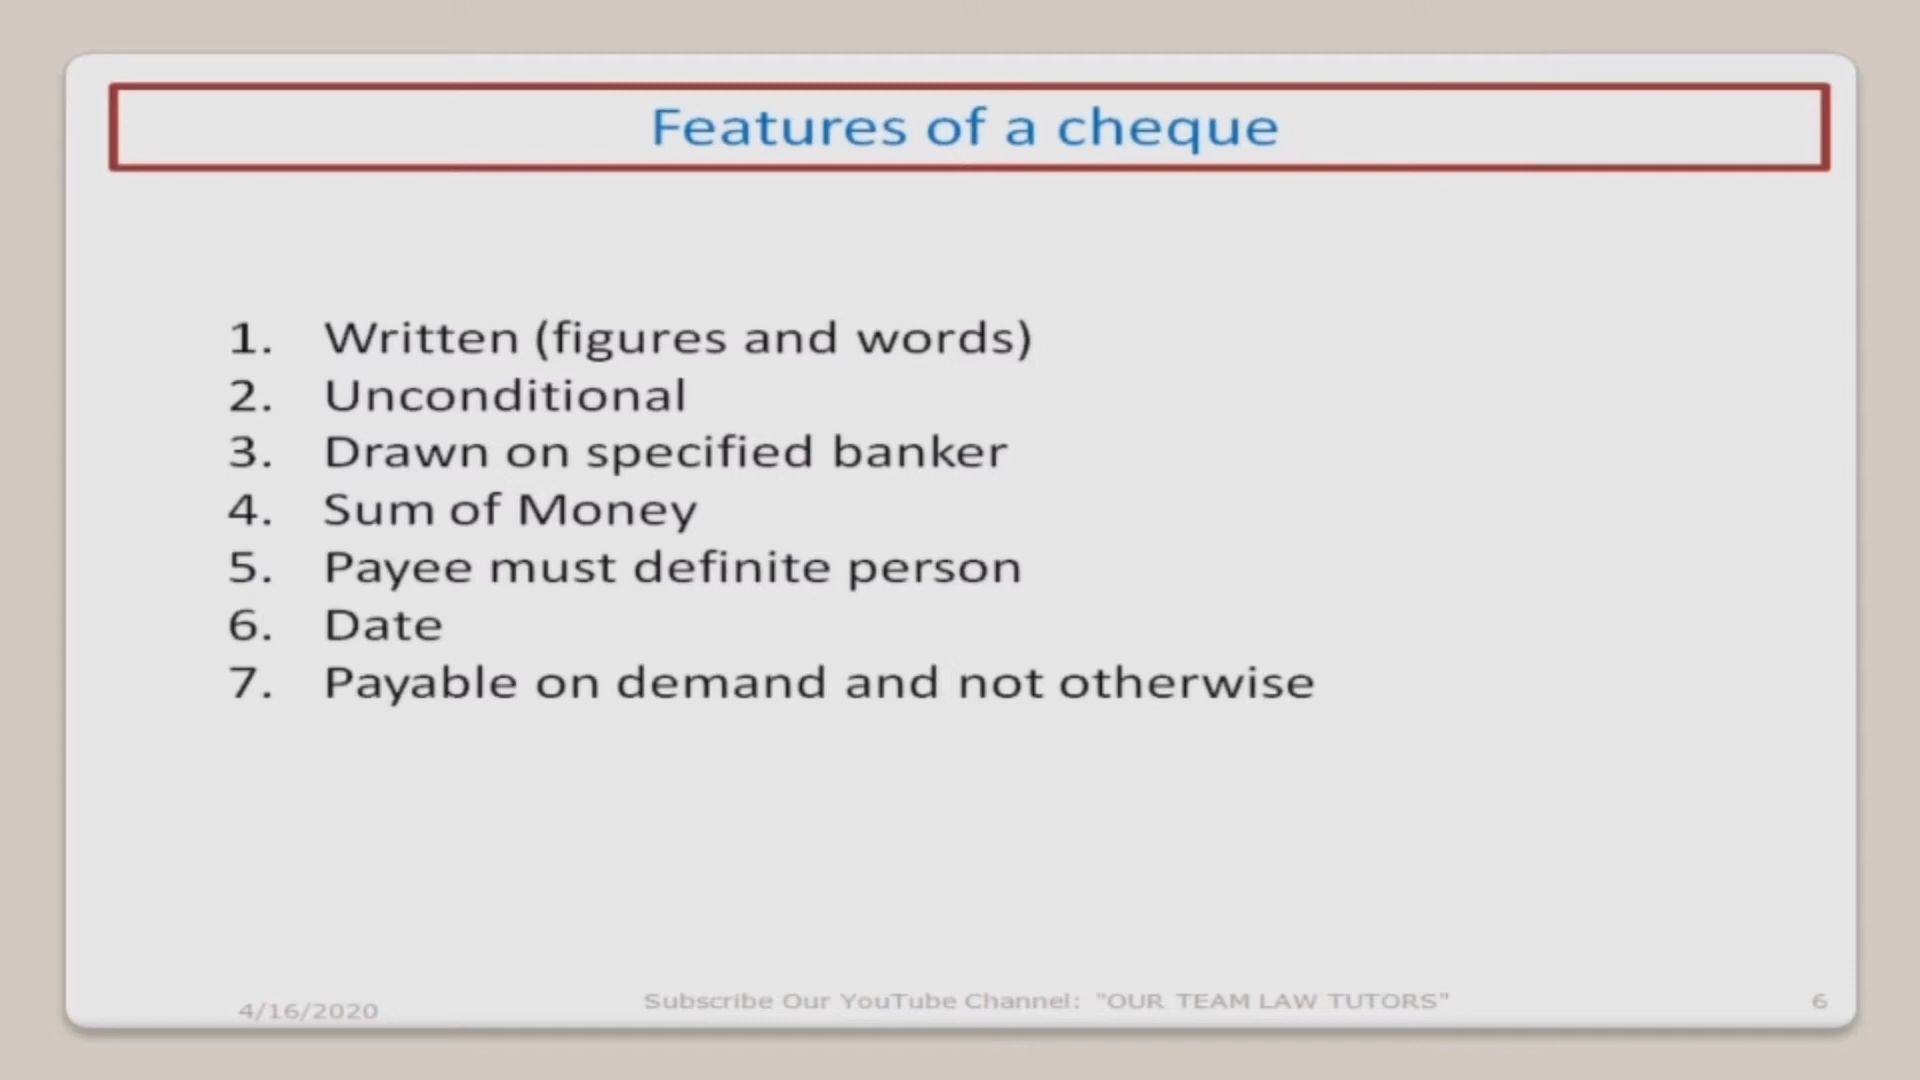 Features of a cheque
1. Written (figures and words)
2. Unconditional
3. Drawn on specified banker
4. Sum of Money
5. Payee must definite person
6. Date
7. Payable on demand and not otherwise
4/16/2020
Subscribe Our YouTube Channel: "OUR TEAM LAW TUTORS"
6